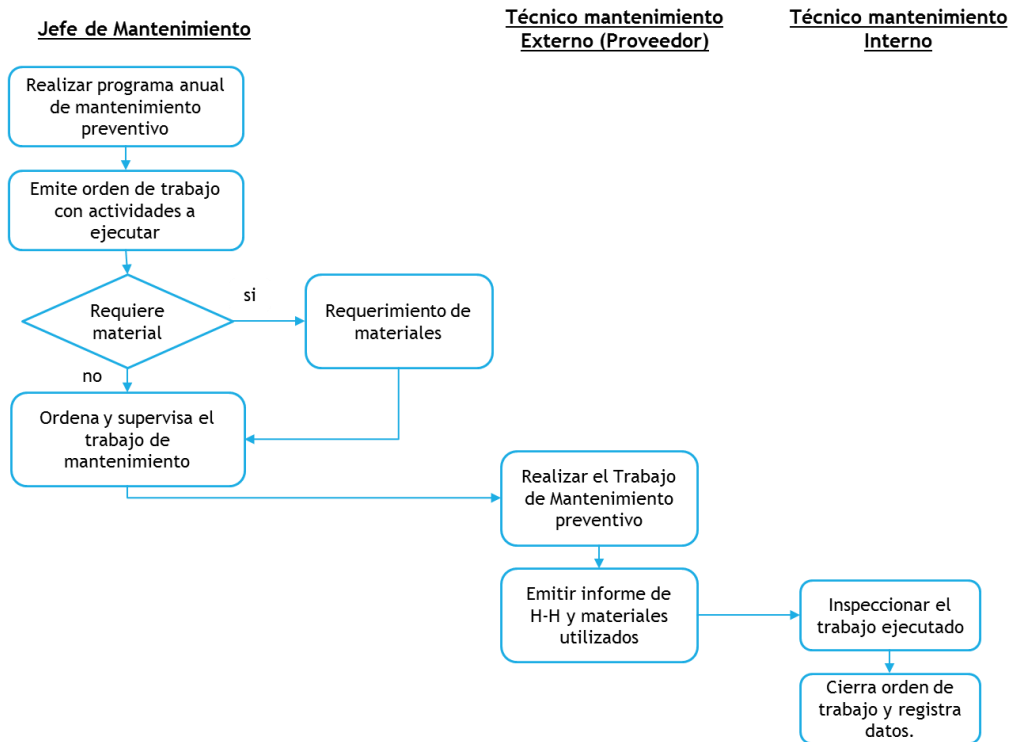 Jefe de Mantenimiento
Técnico mantenimiento
Externo (Proveedor)
Técnico mantenimiento
Interno
Realizar programa anual
de mantenimiento
preventivo
Emite orden de trabajo
con actividades a
ejecutar
Requiere
material
si
Requerimiento de
materiales
no
Ordena y supervisa el
trabajo de
mantenimiento
Realizar el Trabajo
de Mantenimiento
preventivo
Emitir informe de
H-H y materiales
utilizados
Inspeccionar el
trabajo ejecutado
Cierra orden de
trabajo y registra
datos.